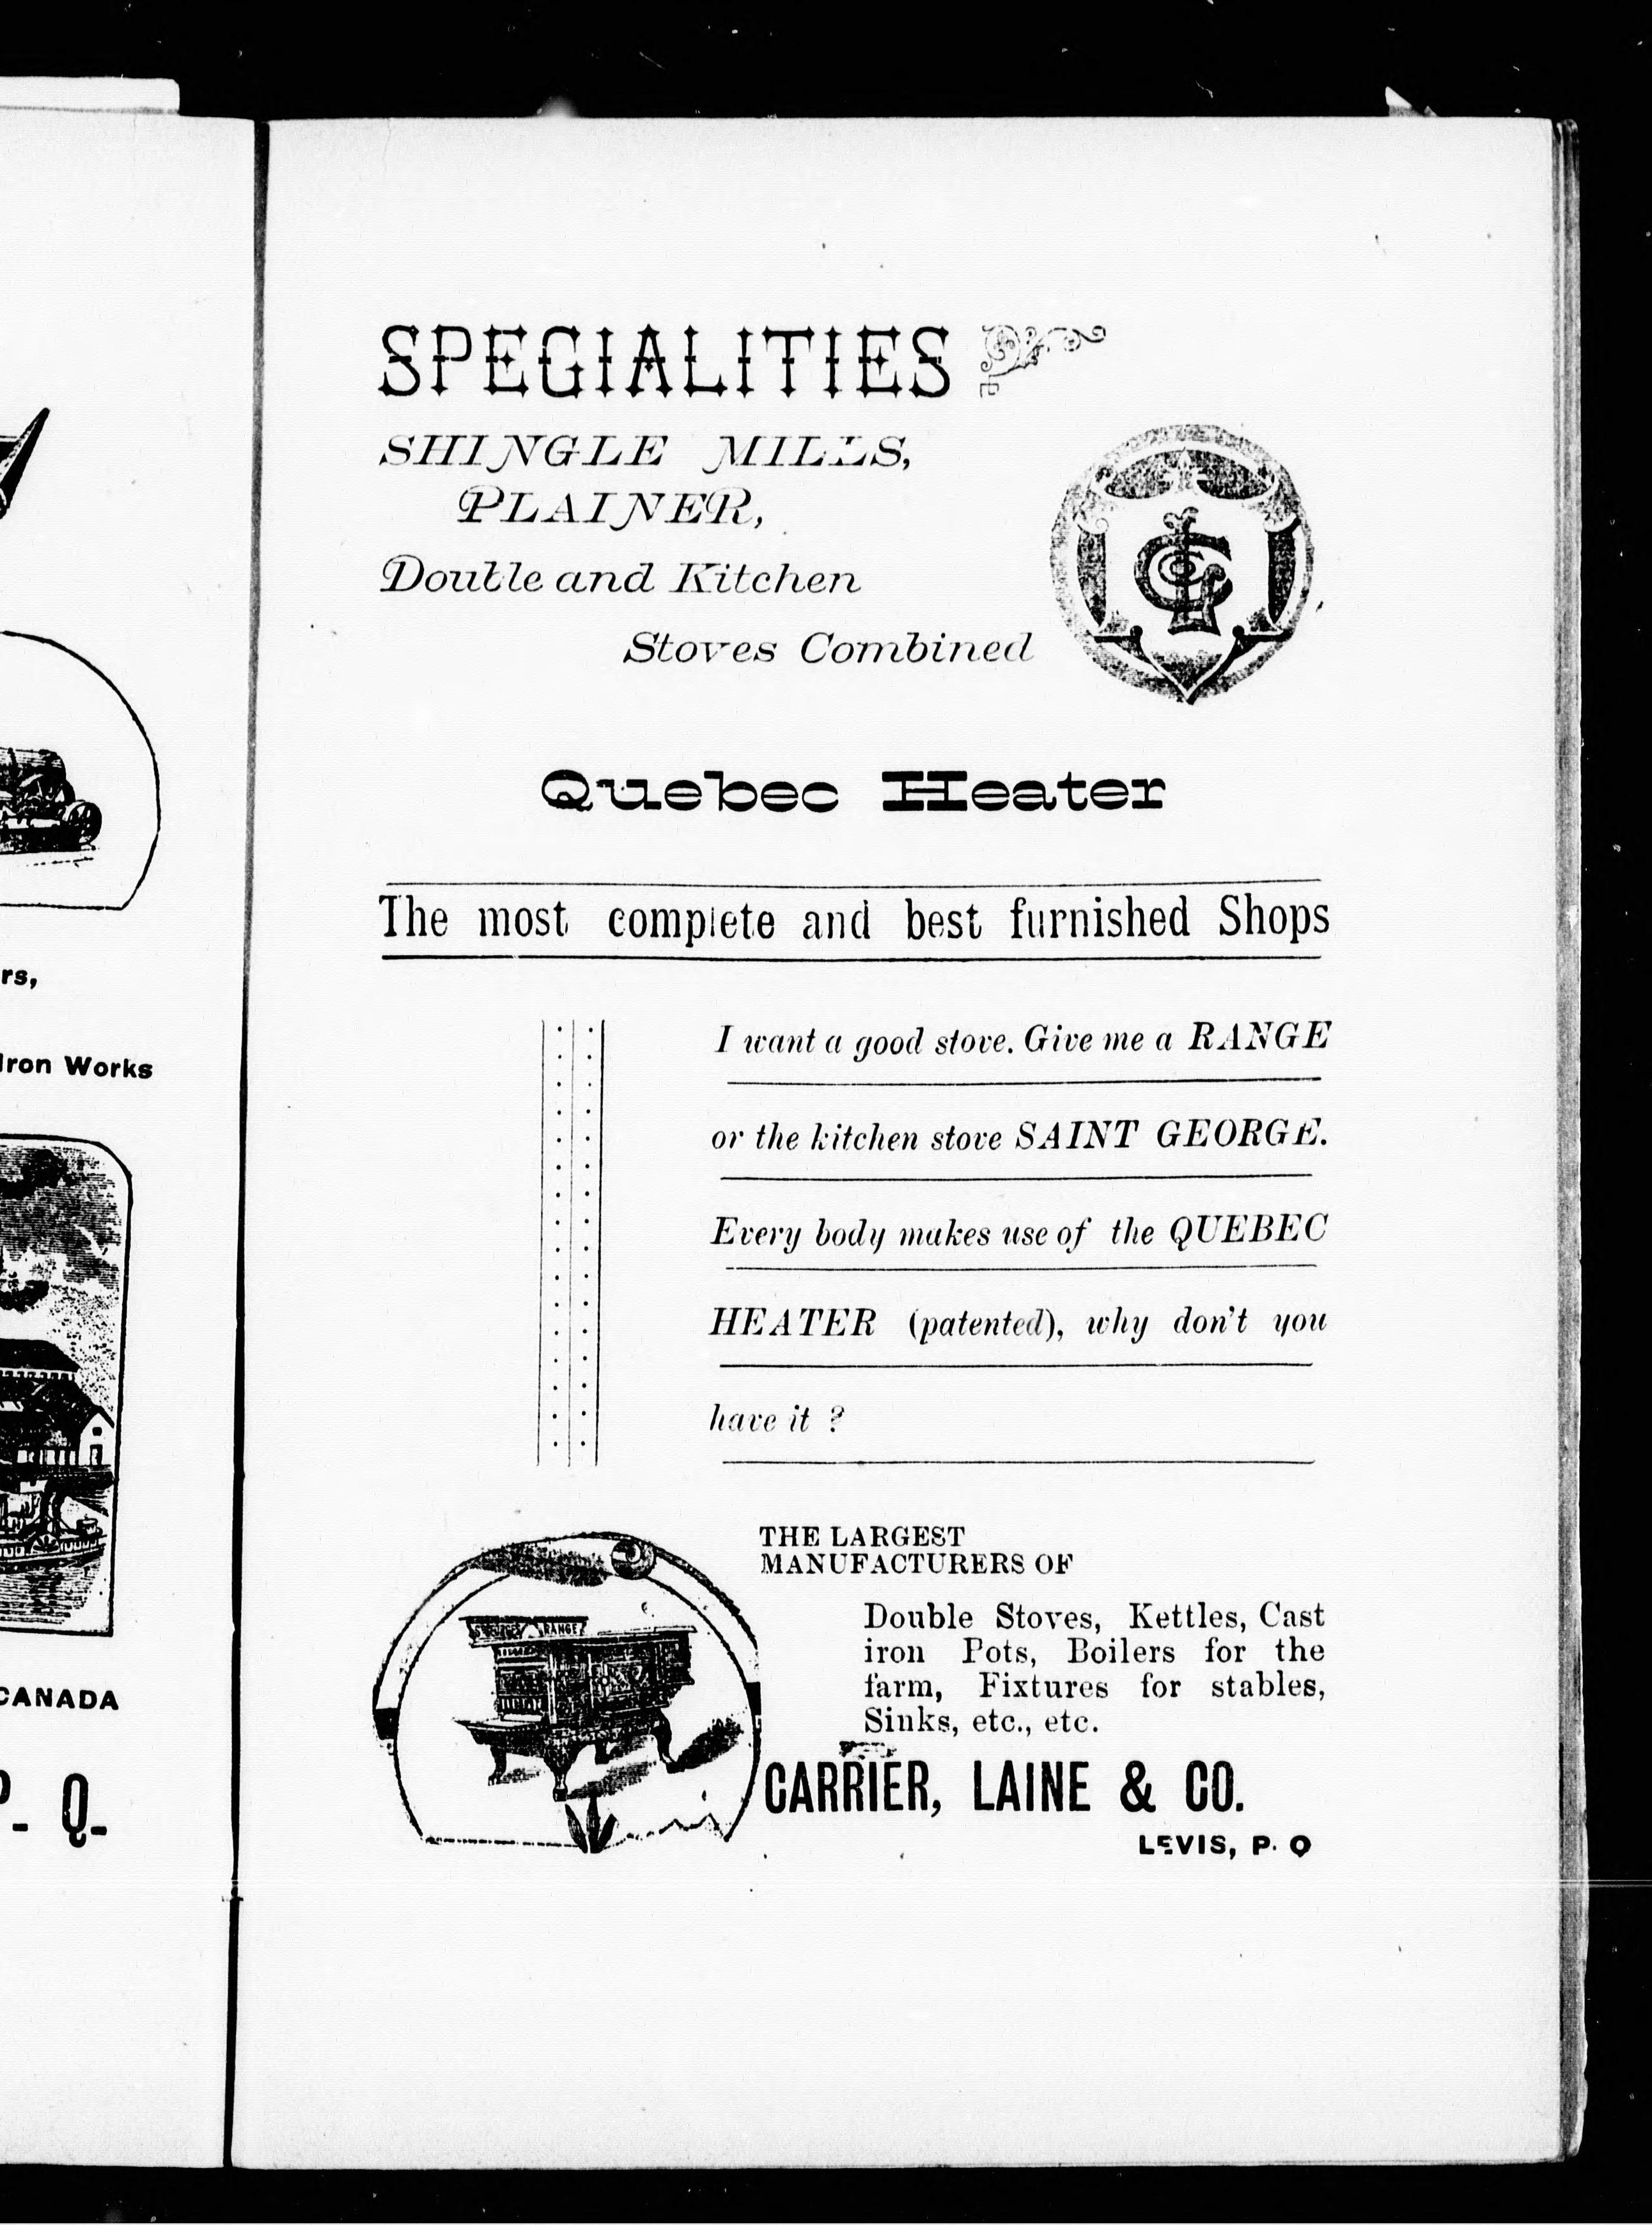 rs,
Iron Works
CANADA
P- Q-
SPECIALITIES
SHINGLE MILLS,
PLAINER,
Double and Kitchen
Stoves Combined
Quebec Heater
The most complete and best furnished Shops
I want a good stove. Give me a RANGE
or the kitchen stove SAINT GEORGE.
Every body makes use of the QUEBEC
HEATER (patented), why don't you
have it ?
THE LARGEST
MANUFACTURERS OF
Double Stoves, Kettles, Cast
iron Pots, Boilers for the
farm, Fixtures for stables,
Sinks, etc., etc.
RANGE
CARRIER, LAINE & CO.
LEVIS, P. Q